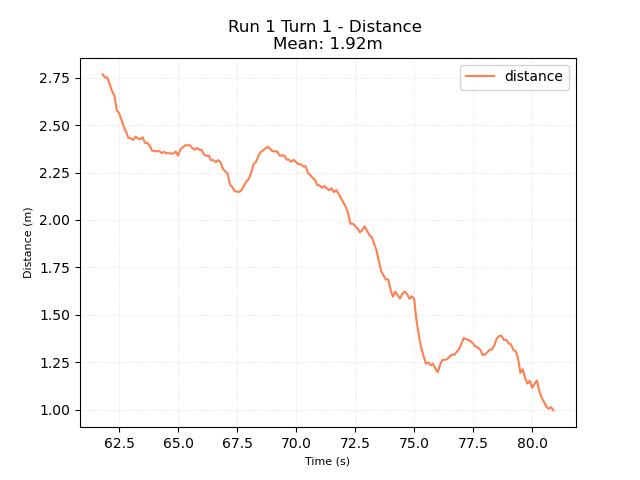 Run 1 Turn 1 - Distance
Mean: 1.92m
distance
2.75
2.50
2.25
2.00
1.75
1.50
1.25
1.00
Distance (m)
62.5 65.0 67.5 70.0 72.5 75.0 77.5 80.0
Time (s)